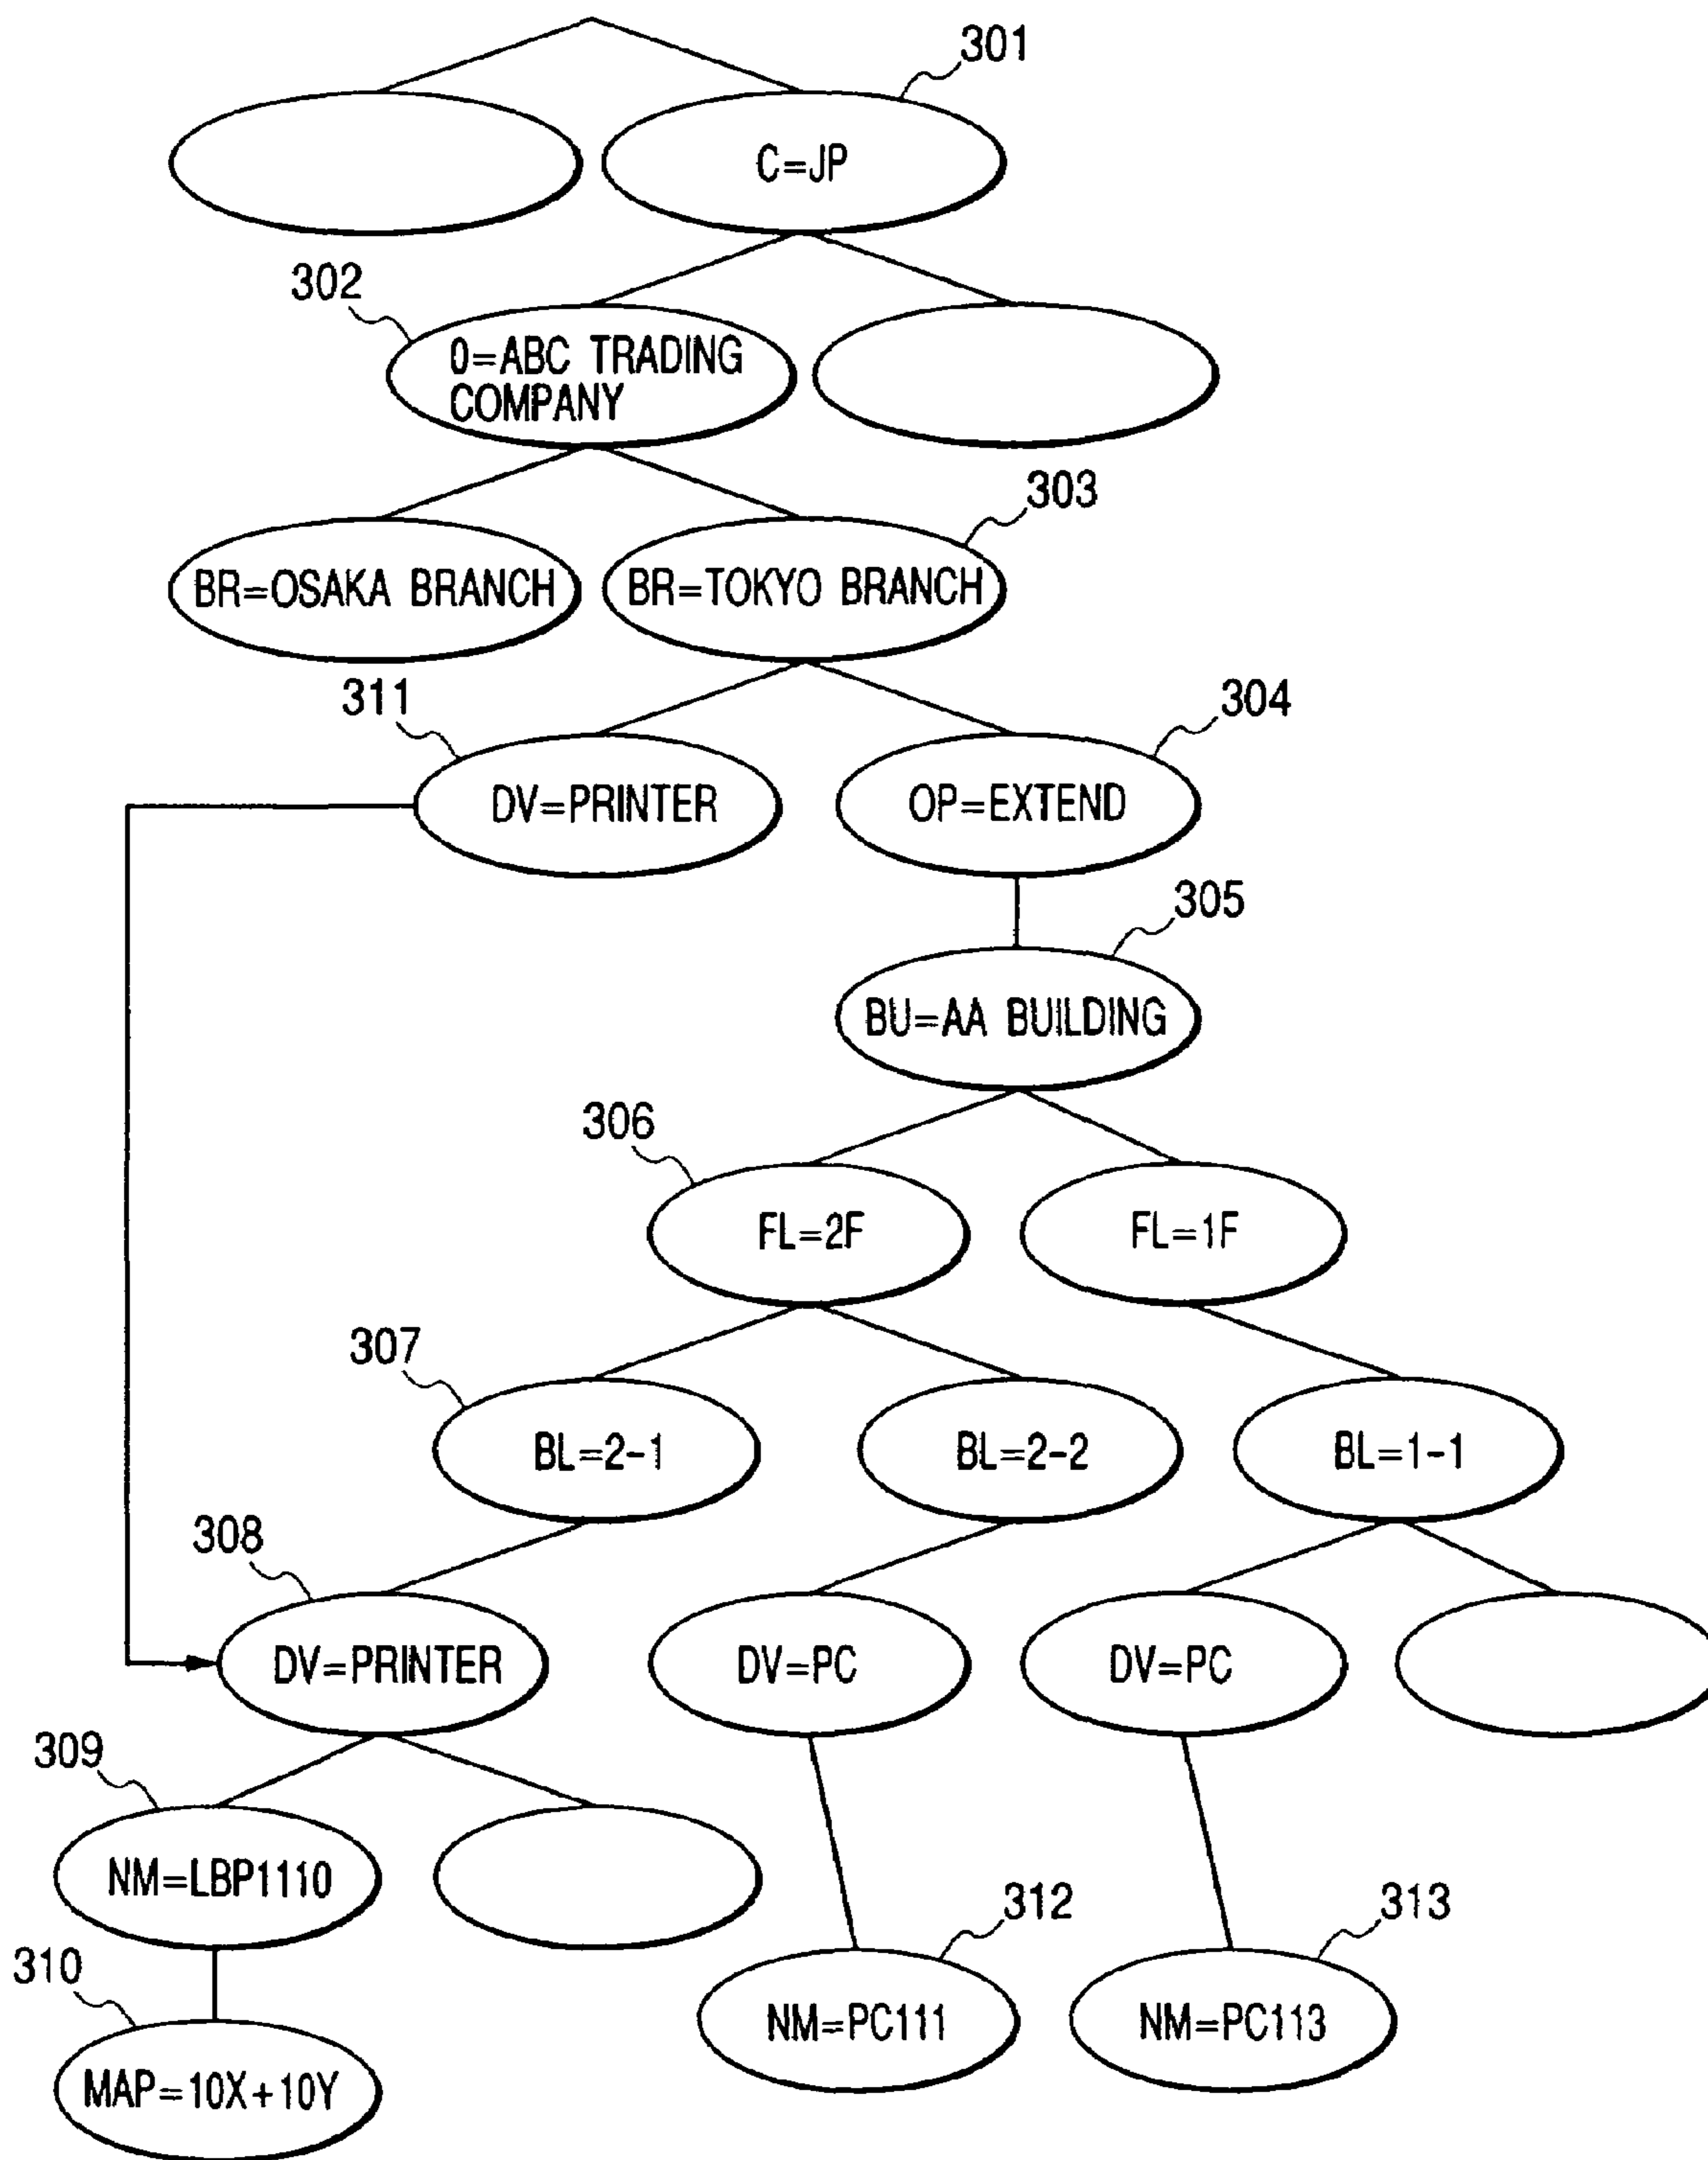 301
C=JP
302
0=ABC TRADING
COMPANY
303
BR=OSAKA BRANCH
BR=TOKYO BRANCH
311
304
DV=PRINTER
OP=EXTEND
305
BU=AA BUILDING
306
FL=2F
FL=1F
307
BL=2-1
BL=2-2
BL=1-1
308
DV=PRINTER
DV=PC
DV=PC
309
NM=LBP1110
312
313
310
NM=PC111
NM=PC113
MAP=10X+10Y